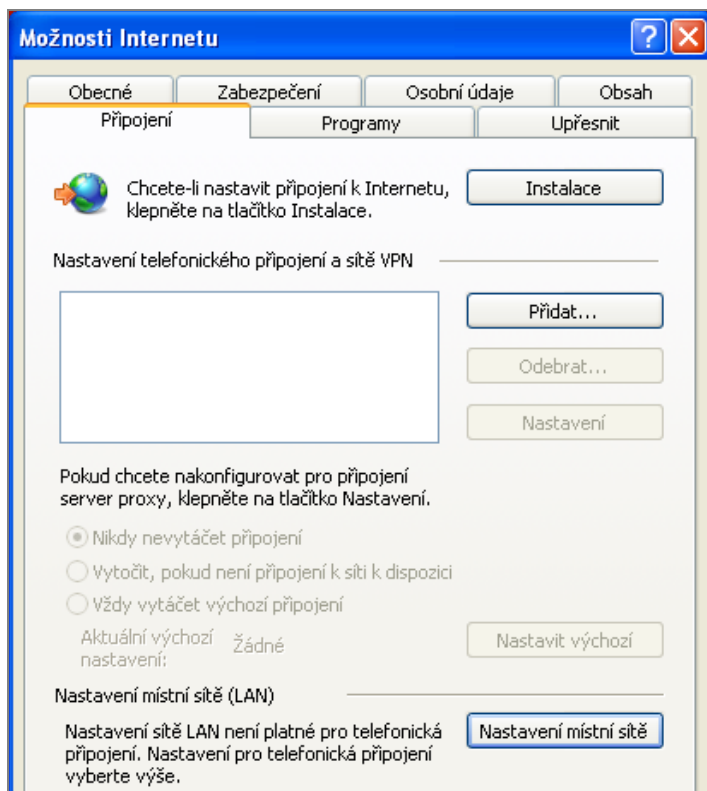 Možnosti Internetu
Obecné Zabezpečení Osobní údaje Obsah
Připojení Programy Upřesnit
Chcete-li nastavit připojení k Internetu,
klepněte na tlačítko Instalace.
Instalace
Nastavení telefonického připojení a sítě VPN
Přidat...
Odebrat...
Nastavení
Pokud chcete nakonfigurovat pro připojení
server proxy, klepněte na tlačítko Nastavení.
Nikdy nevytáčet připojení
Vytočit, pokud není připojení k síti k dispozici
Vždy vytáčet výchozí připojení
Aktuální výchozí
nastavení:
Žádné
Nastavit výchozí
Nastavení místní sítě (LAN)
Nastavení sítě LAN není platné pro telefonická
připojení. Nastavení pro telefonická připojení
vyberte výše.
Nastavení místní sítě